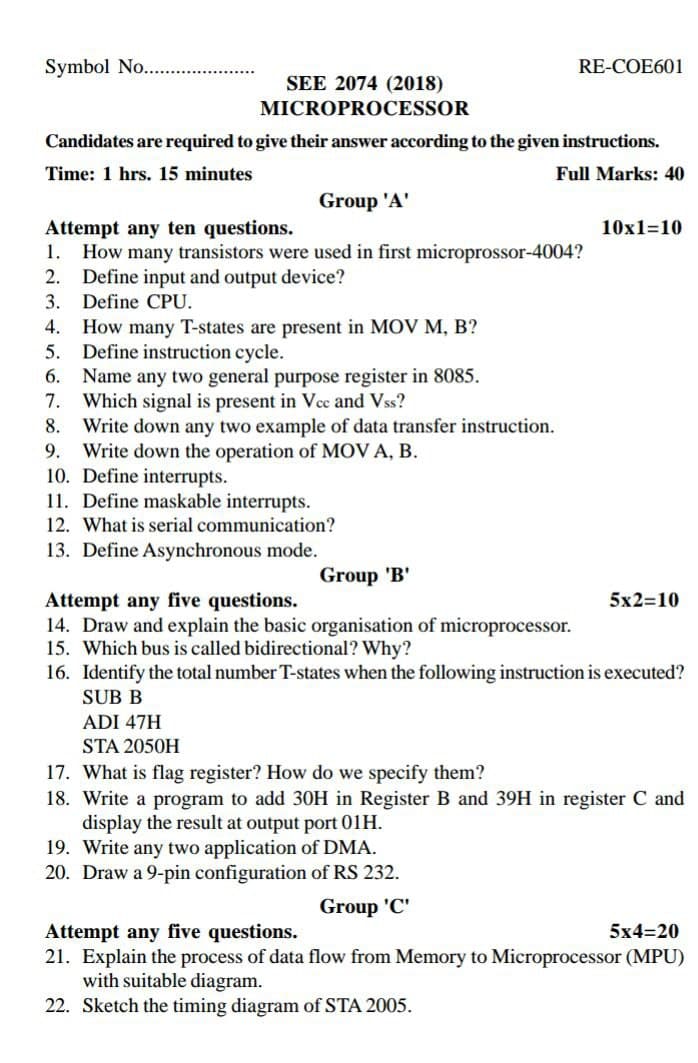 Symbol No.....................
RE-COE601
SEE 2074 (2018)
MICROPROCESSOR
Candidates are required to give their answer according to the given instructions.
Time: 1 hrs. 15 minutes Full Marks: 40
Group 'A'
Attempt any ten questions. 10x1=10
1. How many transistors were used in first microprossor-4004?
2. Define input and output device?
3. Define CPU.
4. How many T-states are present in MOV M, B?
5. Define instruction cycle.
6. Name any two general purpose register in 8085.
7. Which signal is present in Vcc and Vss?
8. Write down any two example of data transfer instruction.
9. Write down the operation of MOV A, B.
10. Define interrupts.
11. Define maskable interrupts.
12. What is serial communication?
13. Define Asynchronous mode.
Group 'B'
Attempt any five questions. 5x2=10
14. Draw and explain the basic organisation of microprocessor.
15. Which bus is called bidirectional? Why?
16. Identify the total number T-states when the following instruction is executed?
SUB B
ADI 47H
STA 2050H
17. What is flag register? How do we specify them?
18. Write a program to add 30H in Register B and 39H in register C and
display the result at output port 01H.
19. Write any two application of DMA.
20. Draw a 9-pin configuration of RS 232.
Group 'C'
Attempt any five questions. 5x4=20
21. Explain the process of data flow from Memory to Microprocessor (MPU)
with suitable diagram.
22. Sketch the timing diagram of STA 2005.